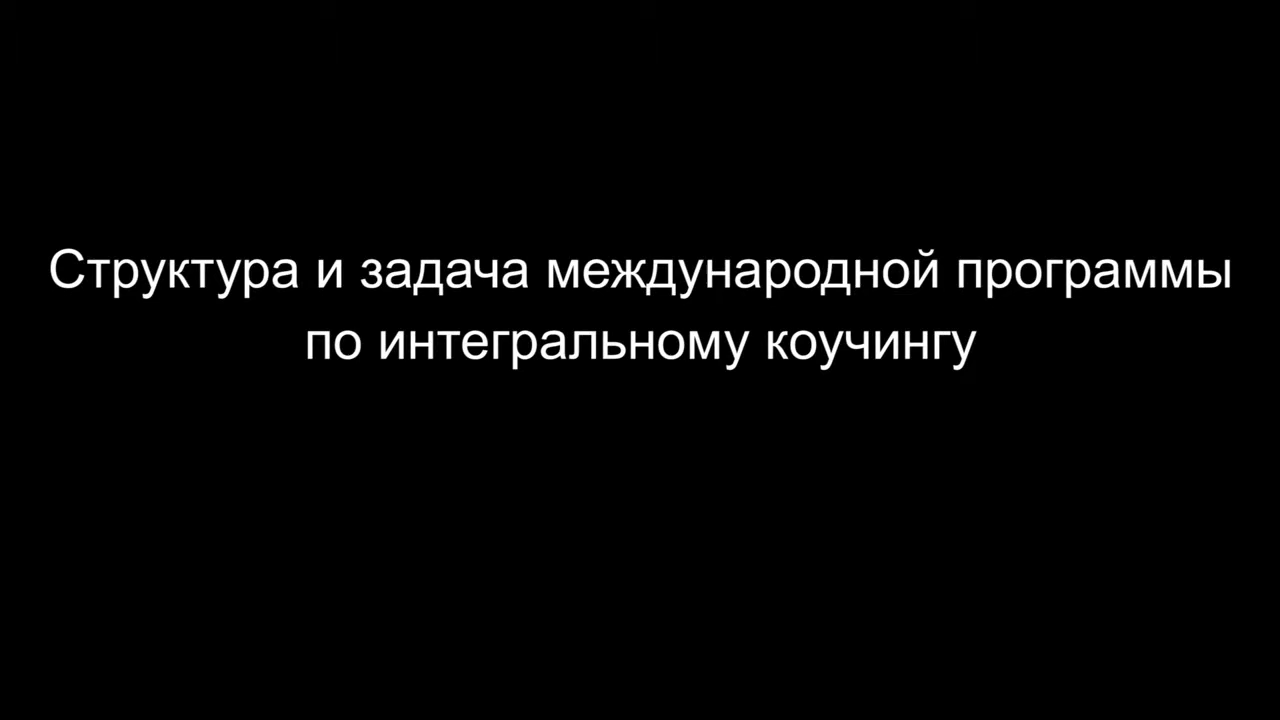 Структура и задача международной программы
по интегральному коучингу